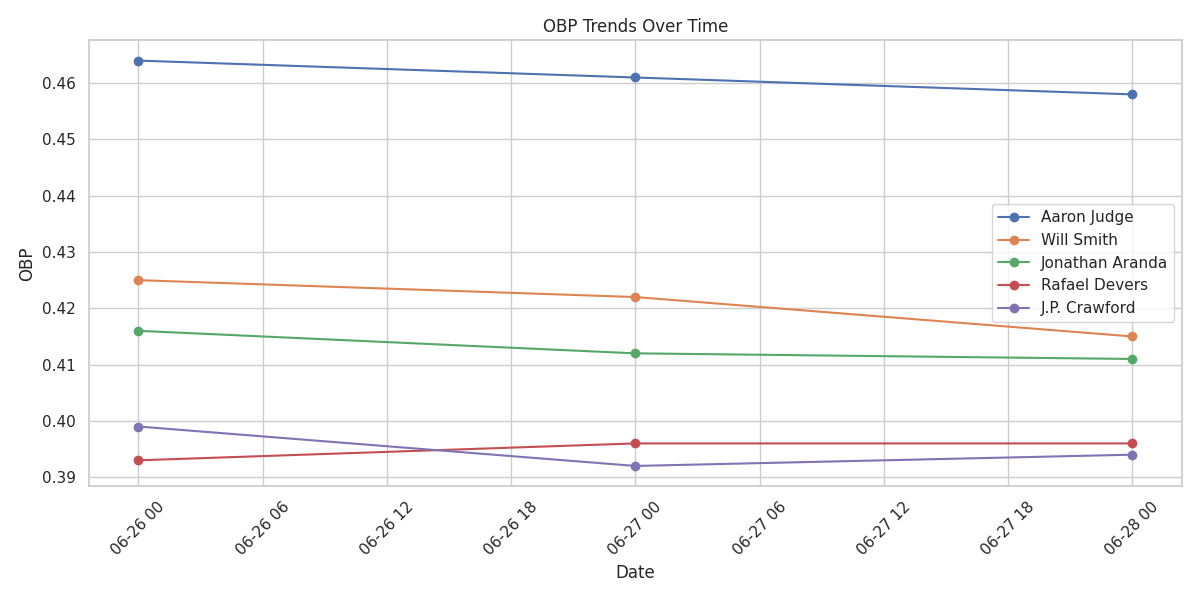 OBP Trends Over Time
0.46
0.45
0.44
0.43
0.42
0.41
0.40
0.39
OBP
Aaron Judge
Will Smith
Jonathan Aranda
Rafael Devers
J.P. Crawford
06-26 00
06-26 06
06-26 12
06-26 18
06-27 00
06-27 06
06-27 12
06-27 18
06-28 00
Date